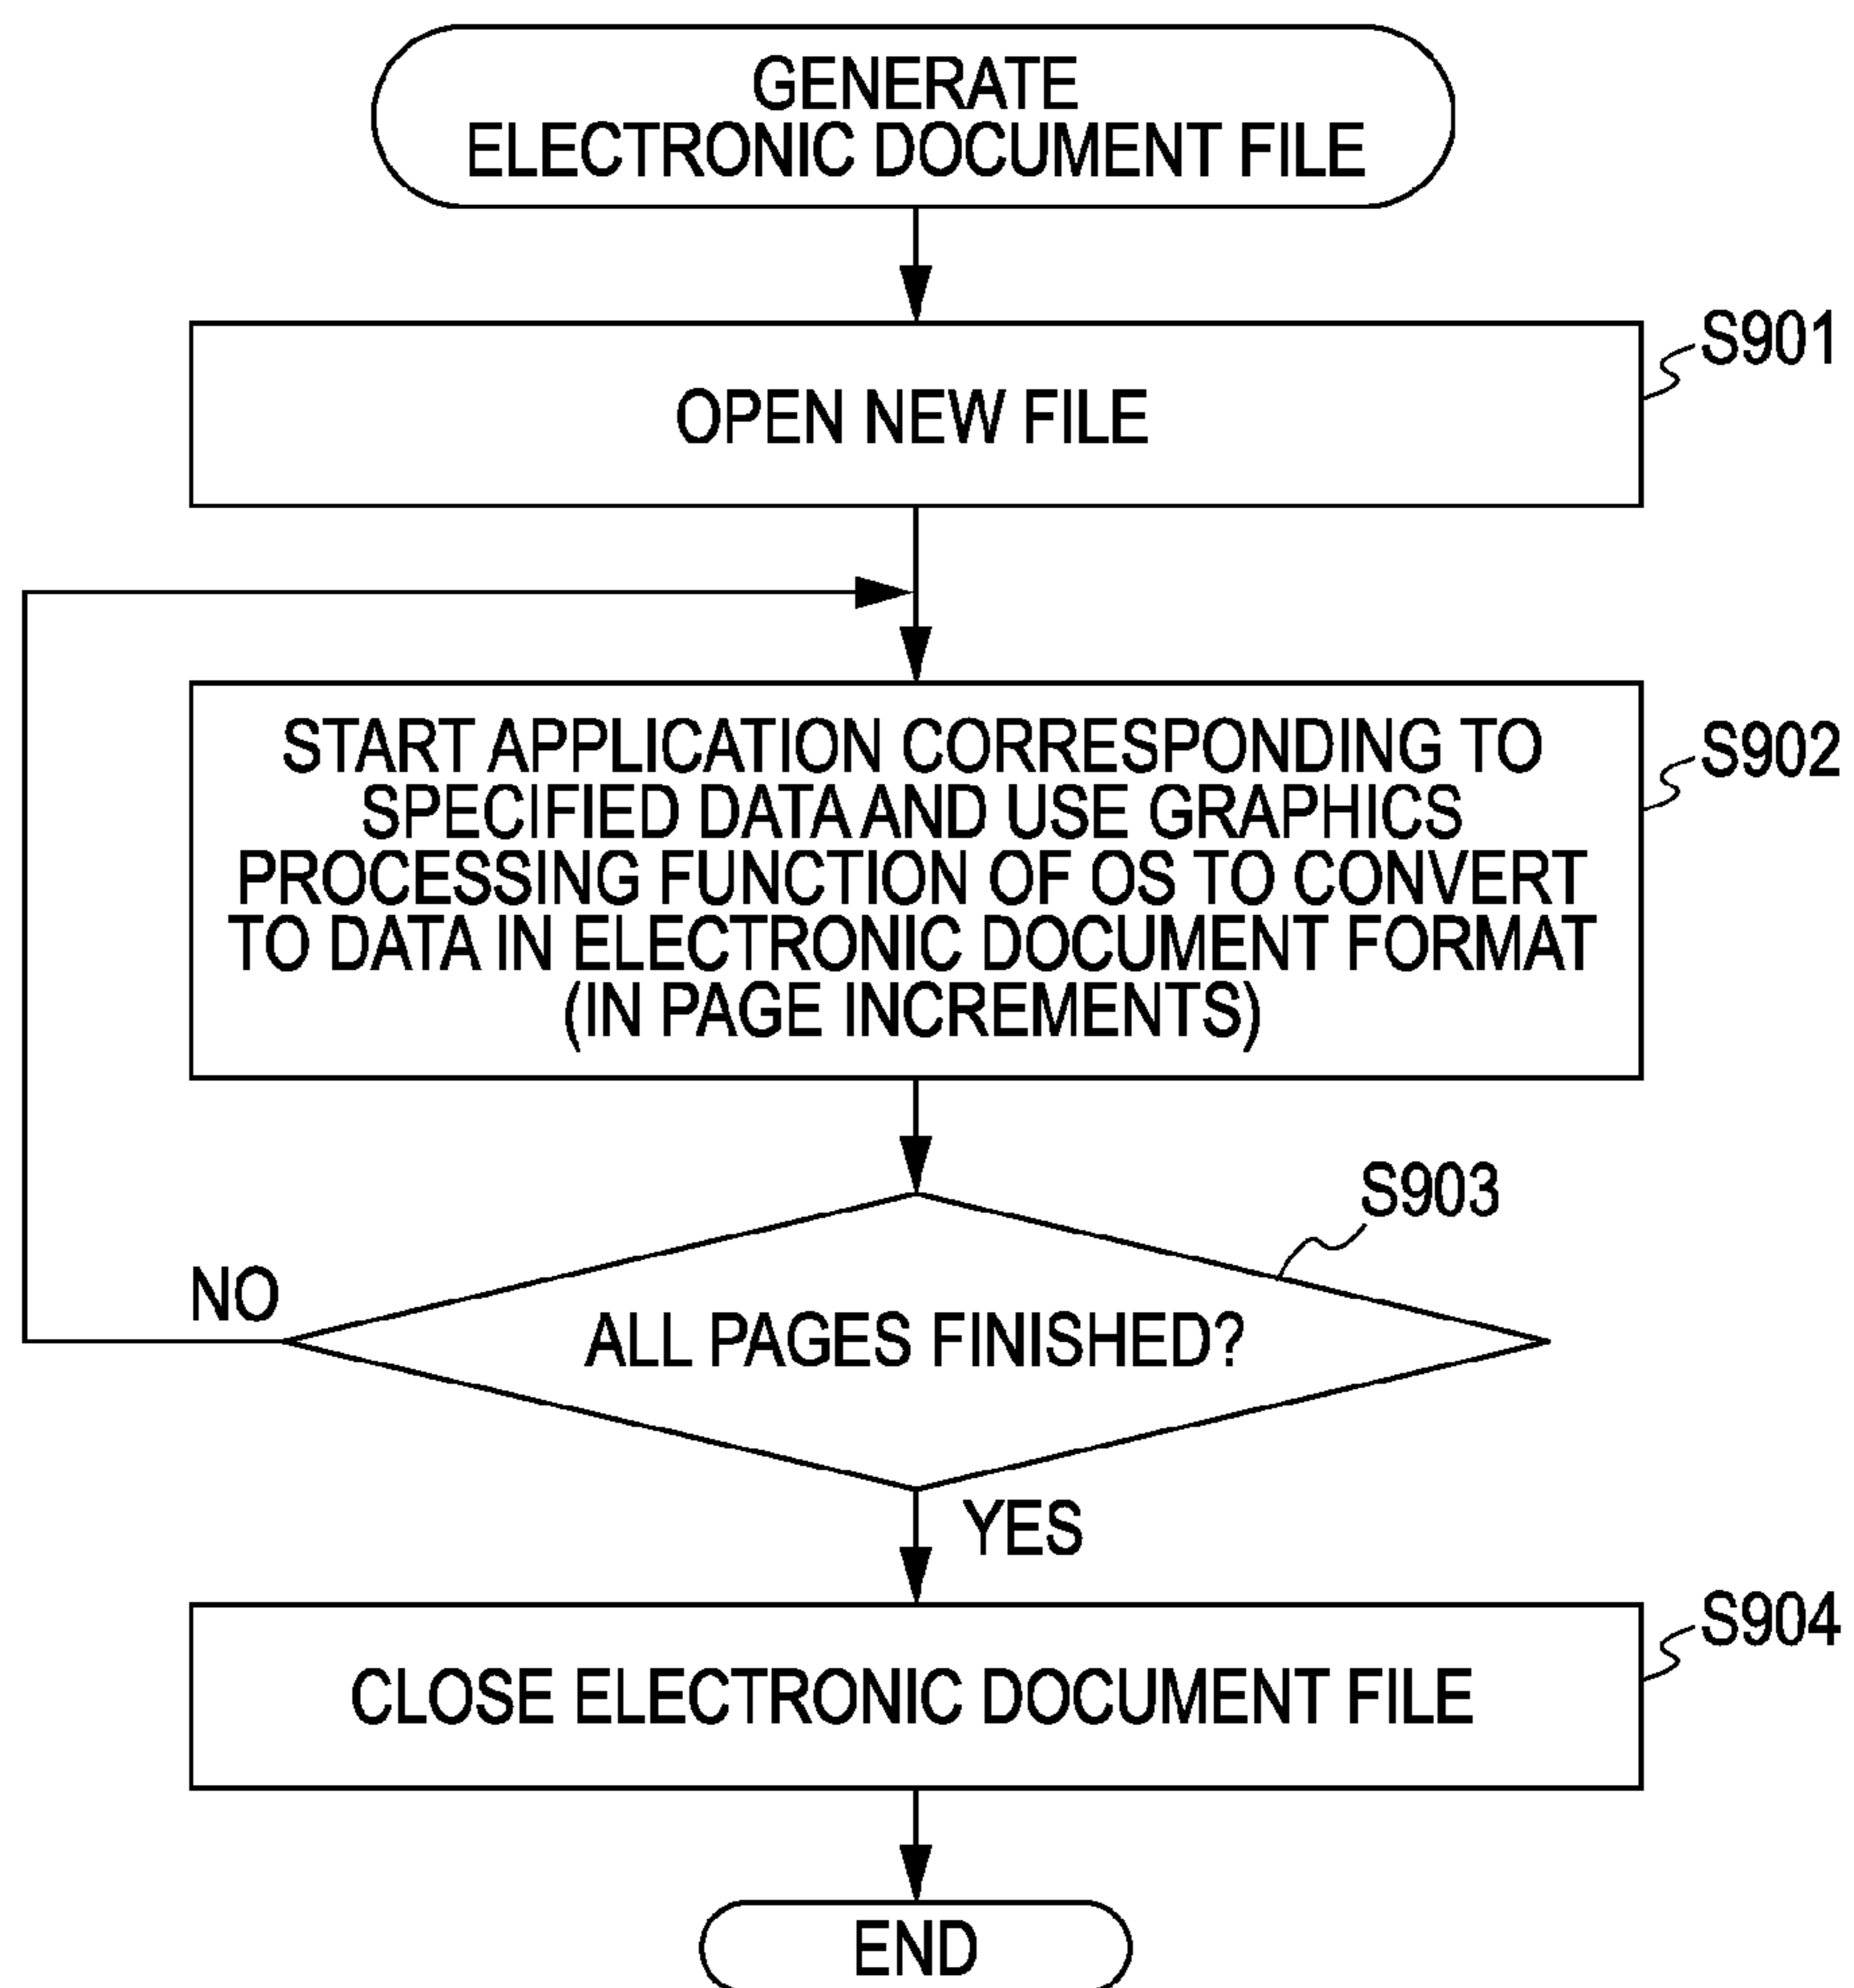 GENERATE
ELECTRONIC DOCUMENT FILE
S901
OPEN NEW FILE
S902
START APPLICATION CORRESPONDING TO
SPECIFIED DATA AND USE GRAPHICS
PROCESSING FUNCTION OF OS TO CONVERT
TO DATA IN ELECTRONIC DOCUMENT FORMAT
(IN PAGE INCREMENTS)
S903
NO
ALL PAGES FINISHED?
YES
S904
CLOSE ELECTRONIC DOCUMENT FILE
END